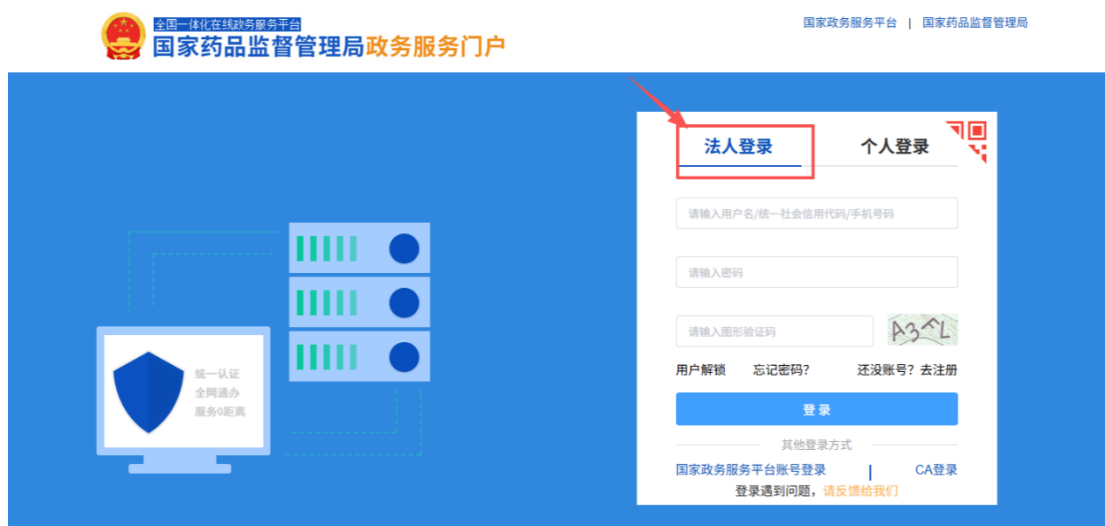 全国一体化在线政务服务平台
国家药品监督管理局政务服务门户
国家政务服务平台 | 国家药品监督管理局
法人登录 个人登录
请输入用户名/统一社会信用代码/手机号码
请输入密码
请输入图形验证码 A3FL
用户解锁 忘记密码? 还没账号? 去注册
登 录
其他登录方式
国家政务服务平台账号登录 | CA登录
登录遇到问题，请反馈给我们
统一认证
全网通办
服务0距离